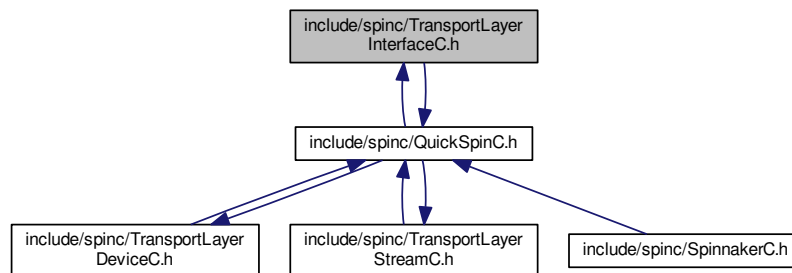 include/spinc/TransportLayer
InterfaceC.h
include/spinc/QuickSpinC.h
include/spinc/TransportLayer
DeviceC.h
include/spinc/TransportLayer
StreamC.h
include/spinc/SpinnakerC.h